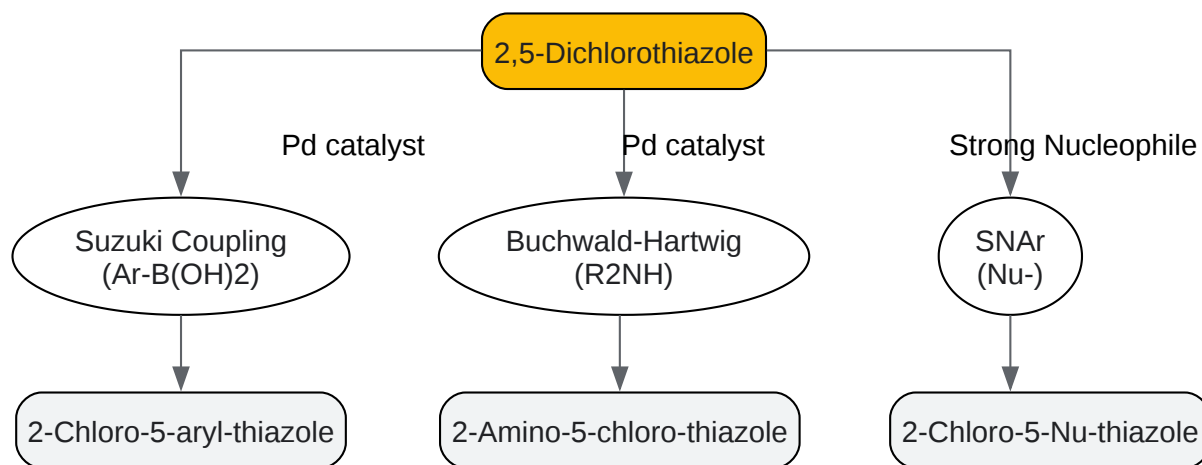 2,5-Dichlorothiazole
Pd catalyst
Pd catalyst
Strong Nucleophile
Suzuki Coupling
(Ar-B(OH)2)
Buchwald-Hartwig
(R2NH)
SNAr
(Nu-)
2-Chloro-5-aryl-thiazole
2-Amino-5-chloro-thiazole
2-Chloro-5-Nu-thiazole